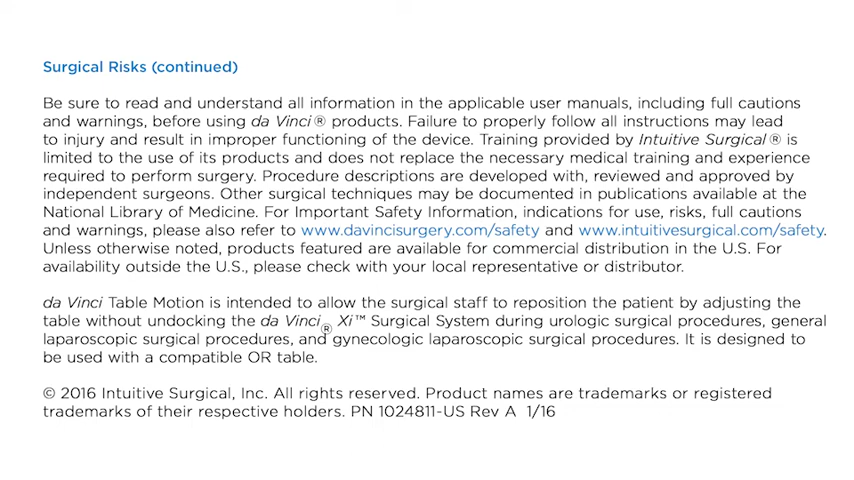 Surgical Risks (continued)
Be sure to read and understand all information in the applicable user manuals, including full cautions
and warnings, before using da Vinci® products. Failure to properly follow all instructions may lead
to injury and result in improper functioning of the device. Training provided by Intuitive Surgical® is
limited to the use of its products and does not replace the necessary medical training and experience
required to perform surgery. Procedure descriptions are developed with, reviewed and approved by
independent surgeons. Other surgical techniques may be documented in publications available at the
National Library of Medicine. For Important Safety Information, indications for use, risks, full cautions
and warnings, please also refer to www.davincisurgery.com/safety and www.intuitivesurgical.com/safety.
Unless otherwise noted, products featured are available for commercial distribution in the U.S. For
availability outside the U.S., please check with your local representative or distributor.
da Vinci Table Motion is intended to allow the surgical staff to reposition the patient by adjusting the
table without undocking the da Vinci® Xi™ Surgical System during urologic surgical procedures, general
laparoscopic surgical procedures, and gynecologic laparoscopic surgical procedures. It is designed to
be used with a compatible OR table.
© 2016 Intuitive Surgical, Inc. All rights reserved. Product names are trademarks or registered
trademarks of their respective holders. PN 1024811-US Rev A 1/16